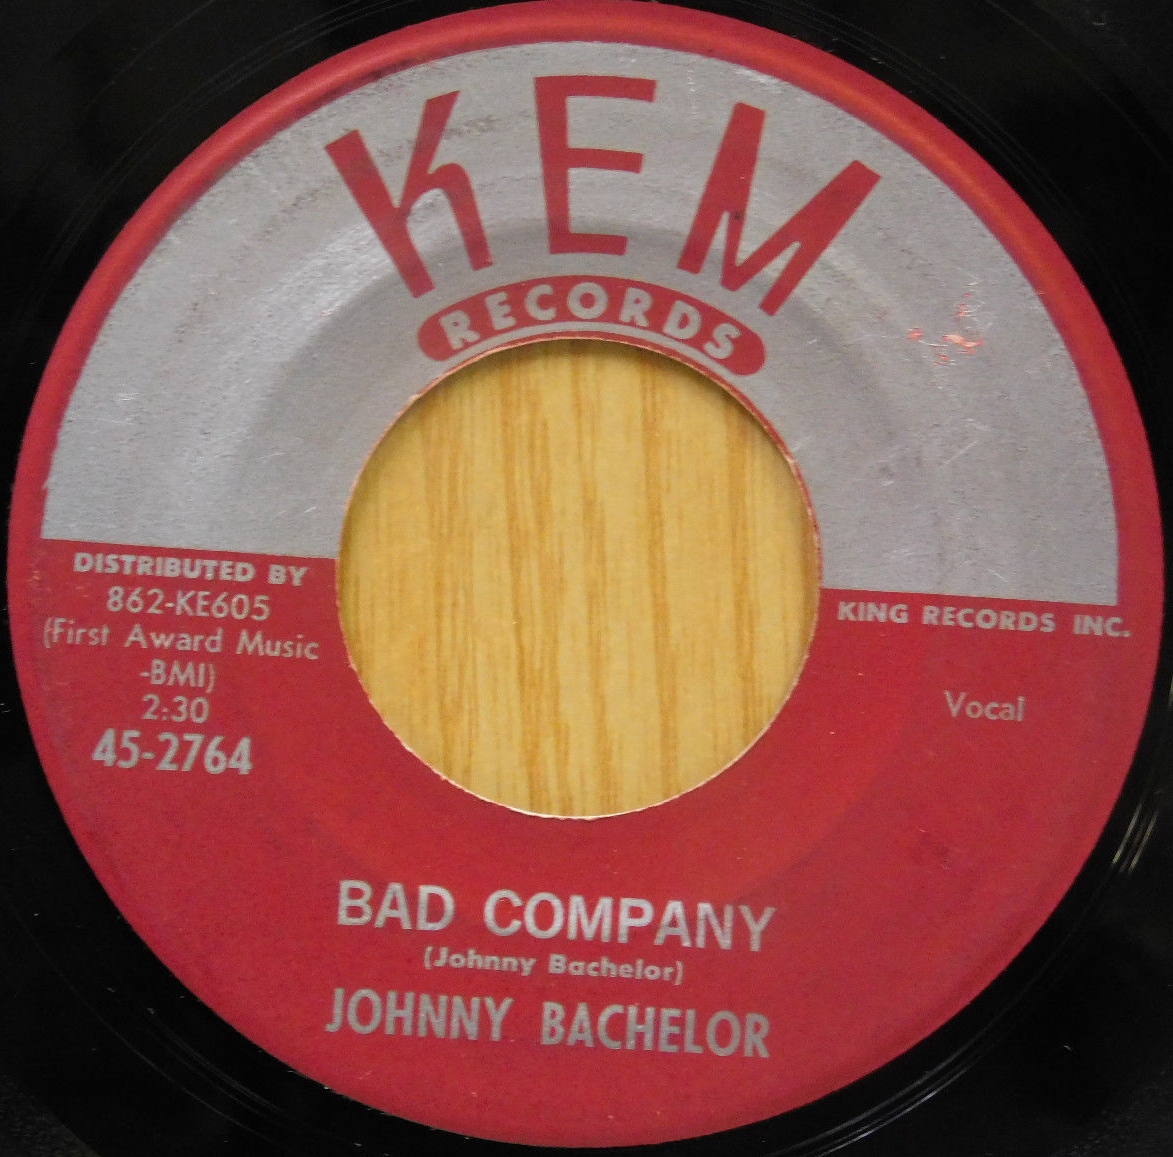 KEM
RECORDS
DISTRIBUTED BY
KING RECORDS INC.
862-KE605
(First Award Music
-BMI)
2:30
45-2764
Vocal
BAD COMPANY
(Johnny Bachelor)
JOHNNY BACHELOR